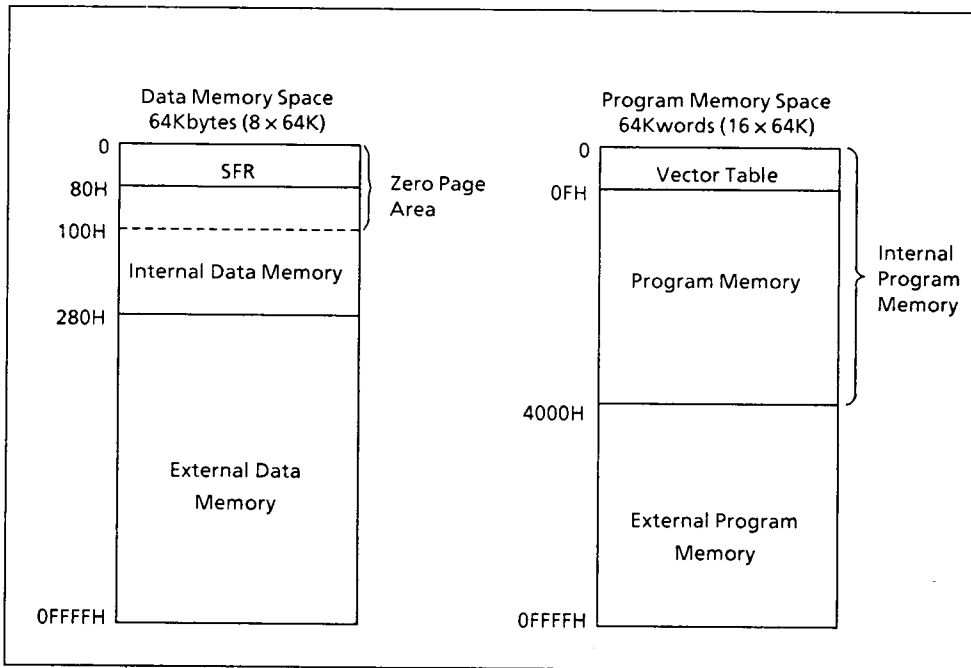 Data Memory Space
64Kbytes (8 x 64K)
0
SFR
80H
Zero Page
Area
100H
Internal Data Memory
280H
External Data
Memory
0FFFFH
Program Memory Space
64Kwords (16 x 64K)
0
Vector Table
0FH
Program Memory
Internal
Program
Memory
4000H
External Program
Memory
0FFFFH